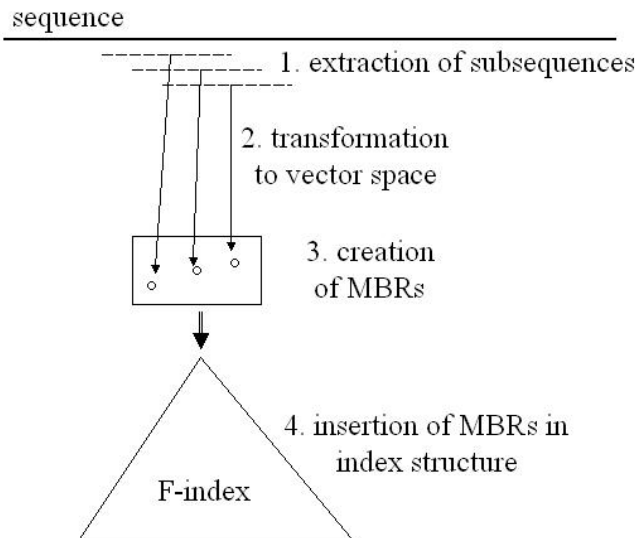 sequence
1. extraction of subsequences
2. transformation
to vector space
3. creation
of MBRs
4. insertion of MBRs in
index structure
F-index